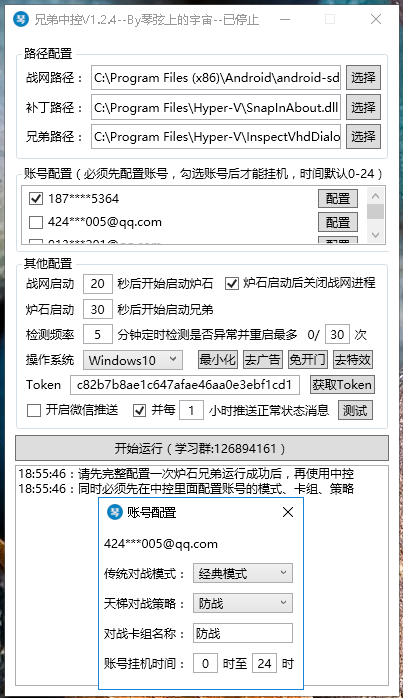 琴 兄弟中控V1.2.4--By琴弦上的宇宙--已停止
路径配置
战网路径： C:\Program Files (x86)\Android\android-sd 选择
补丁路径： C:\Program Files\Hyper-V\SnapInAbout.dll 选择
兄弟路径： C:\Program Files\Hyper-V\InspectVhdDialo 选择
账号配置（必须先配置账号，勾选账号后才能挂机，时间默认0-24）
187****5364 配置
424***005@qq.com 配置
其他配置
战网启动 20 秒后开始启动炉石 炉石启动后关闭战网进程
炉石启动 30 秒后开始启动兄弟
检测频率 5 分钟定时检测是否异常并重启最多 0/ 30 次
操作系统 Windows10 最小化 去广告 免开门 去特效
Token c82b7b8ae1c647afae46aa0e3ebf1cd1 获取Token
开启微信推送 并每 1 小时推送正常状态消息 测试
开始运行（学习群:126894161）
18:55:46：请先完整配置一次炉石兄弟运行成功后，再使用中控
18:55:46：同时必须先在中控里面配置账号的模式、卡组、策略
琴 账号配置
424***005@qq.com
传统对战模式： 经典模式
天梯对战策略： 防战
对战卡组名称： 防战
账号挂机时间： 0 时至 24 时